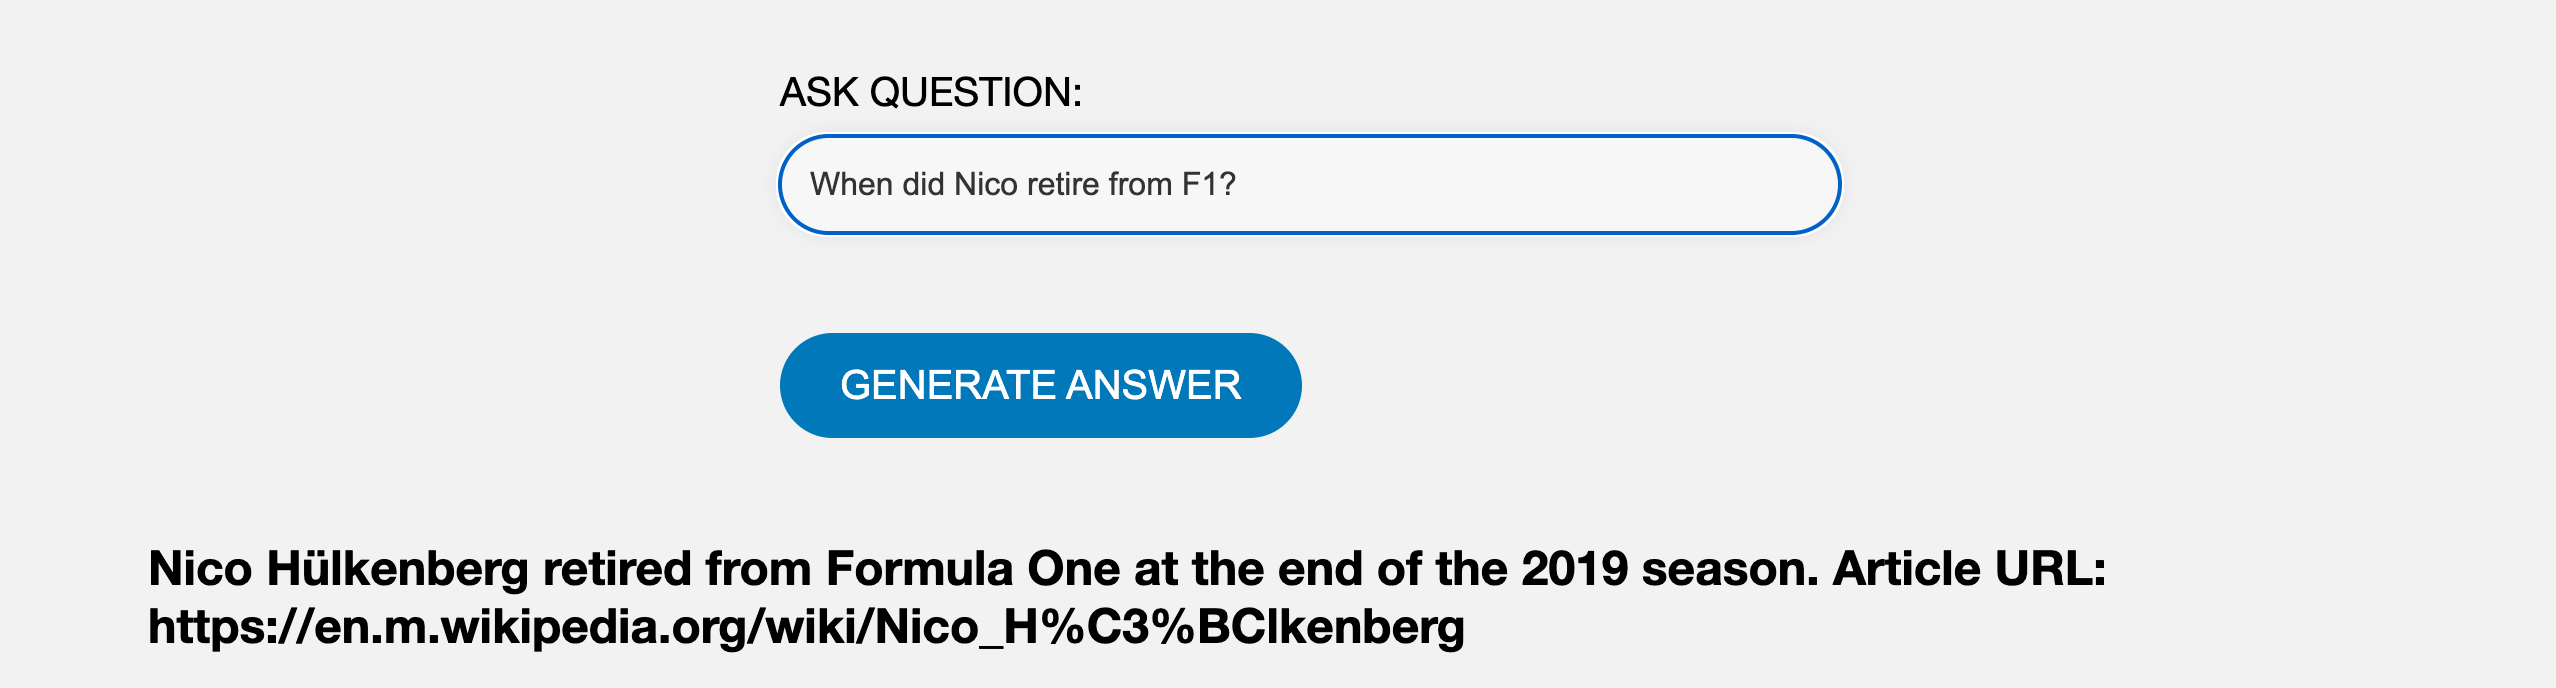 ASK QUESTION:
When did Nico retire from F1?
GENERATE ANSWER
Nico Hülkenberg retired from Formula One at the end of the 2019 season. Article URL:
https://en.m.wikipedia.org/wiki/Nico_H%C3%BClkenberg